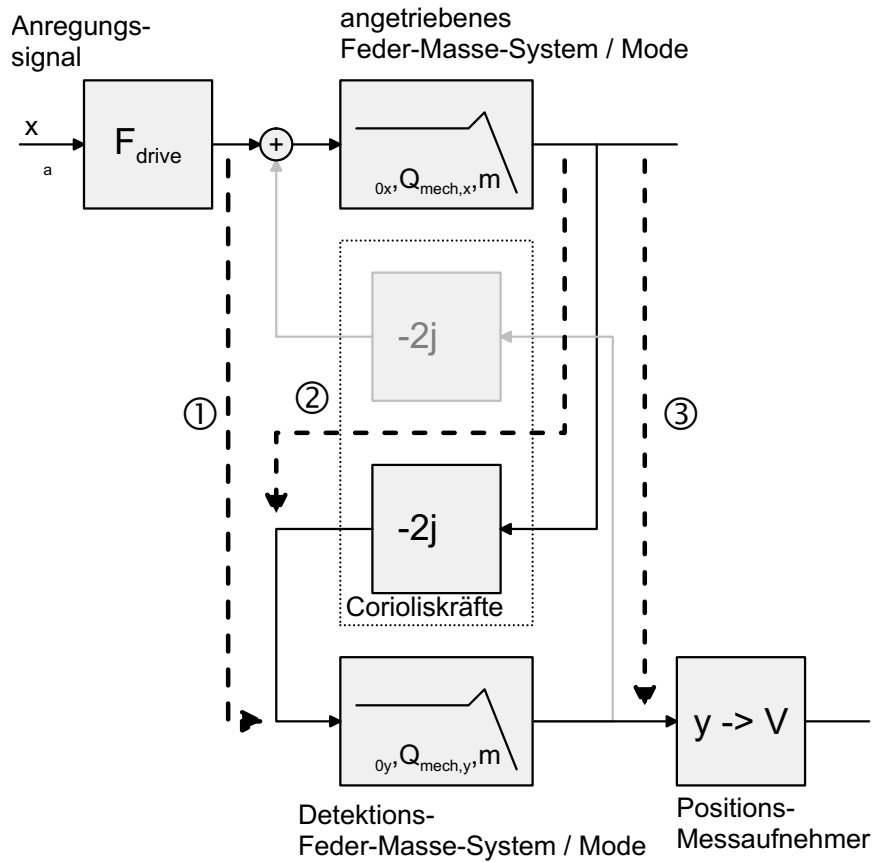 Anregungs-
signal
angetriebenes
Feder-Masse-System / Mode
x
a
F drive
+
0x,Q mech,x,m
-2j
①
②
③
-2j
Corioliskräfte
0y,Q mech,y,m
y -> V
Detektions-
Feder-Masse-System / Mode
Positions-
Messaufnehmer